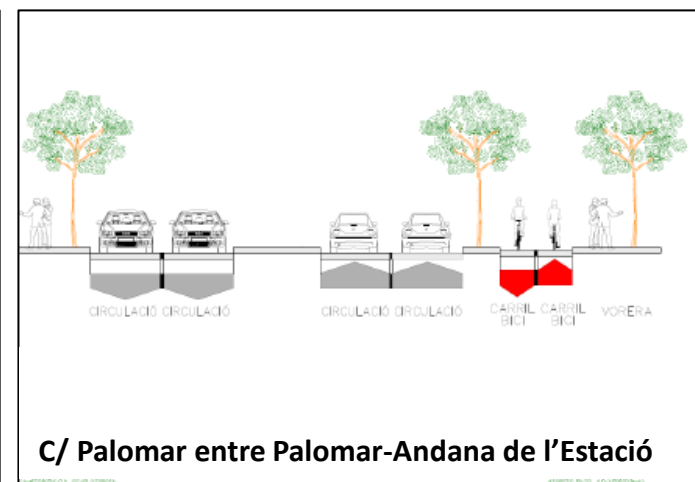 CIRCULACIÓ CIRCULACIÓ CIRCULACIÓ CIRCULACIÓ CARRIL BICI CARRIL BICI VORERA
C/ Palomar entre Palomar-Andana de l’Estació